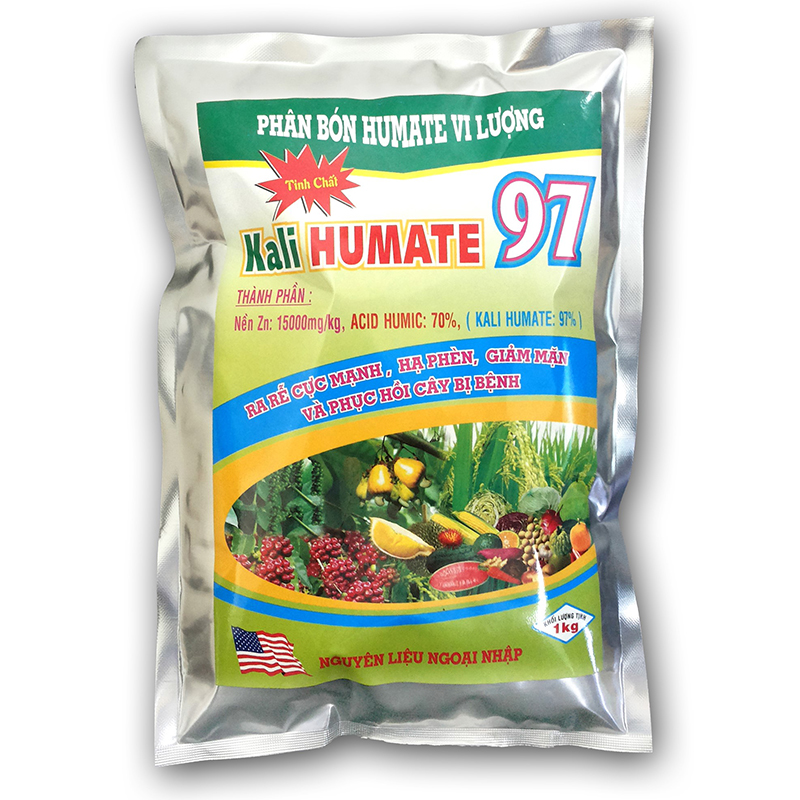 PHÂN BÓN HUMATE VI LƯỢNG
Tinh Chất
Kali HUMATE 97
THÀNH PHẦN :
Nền Zn: 15000mg/kg, ACID HUMIC: 70%, ( KALI HUMATE: 97% )
RA RỄ CỰC MẠNH , HẠ PHÈN, GIẢM MẶN
VÀ PHỤC HỒI CÂY BỊ BỆNH
KHỐI LƯỢNG TỊNH
1kg
NGUYÊN LIỆU NGOẠI NHẬP